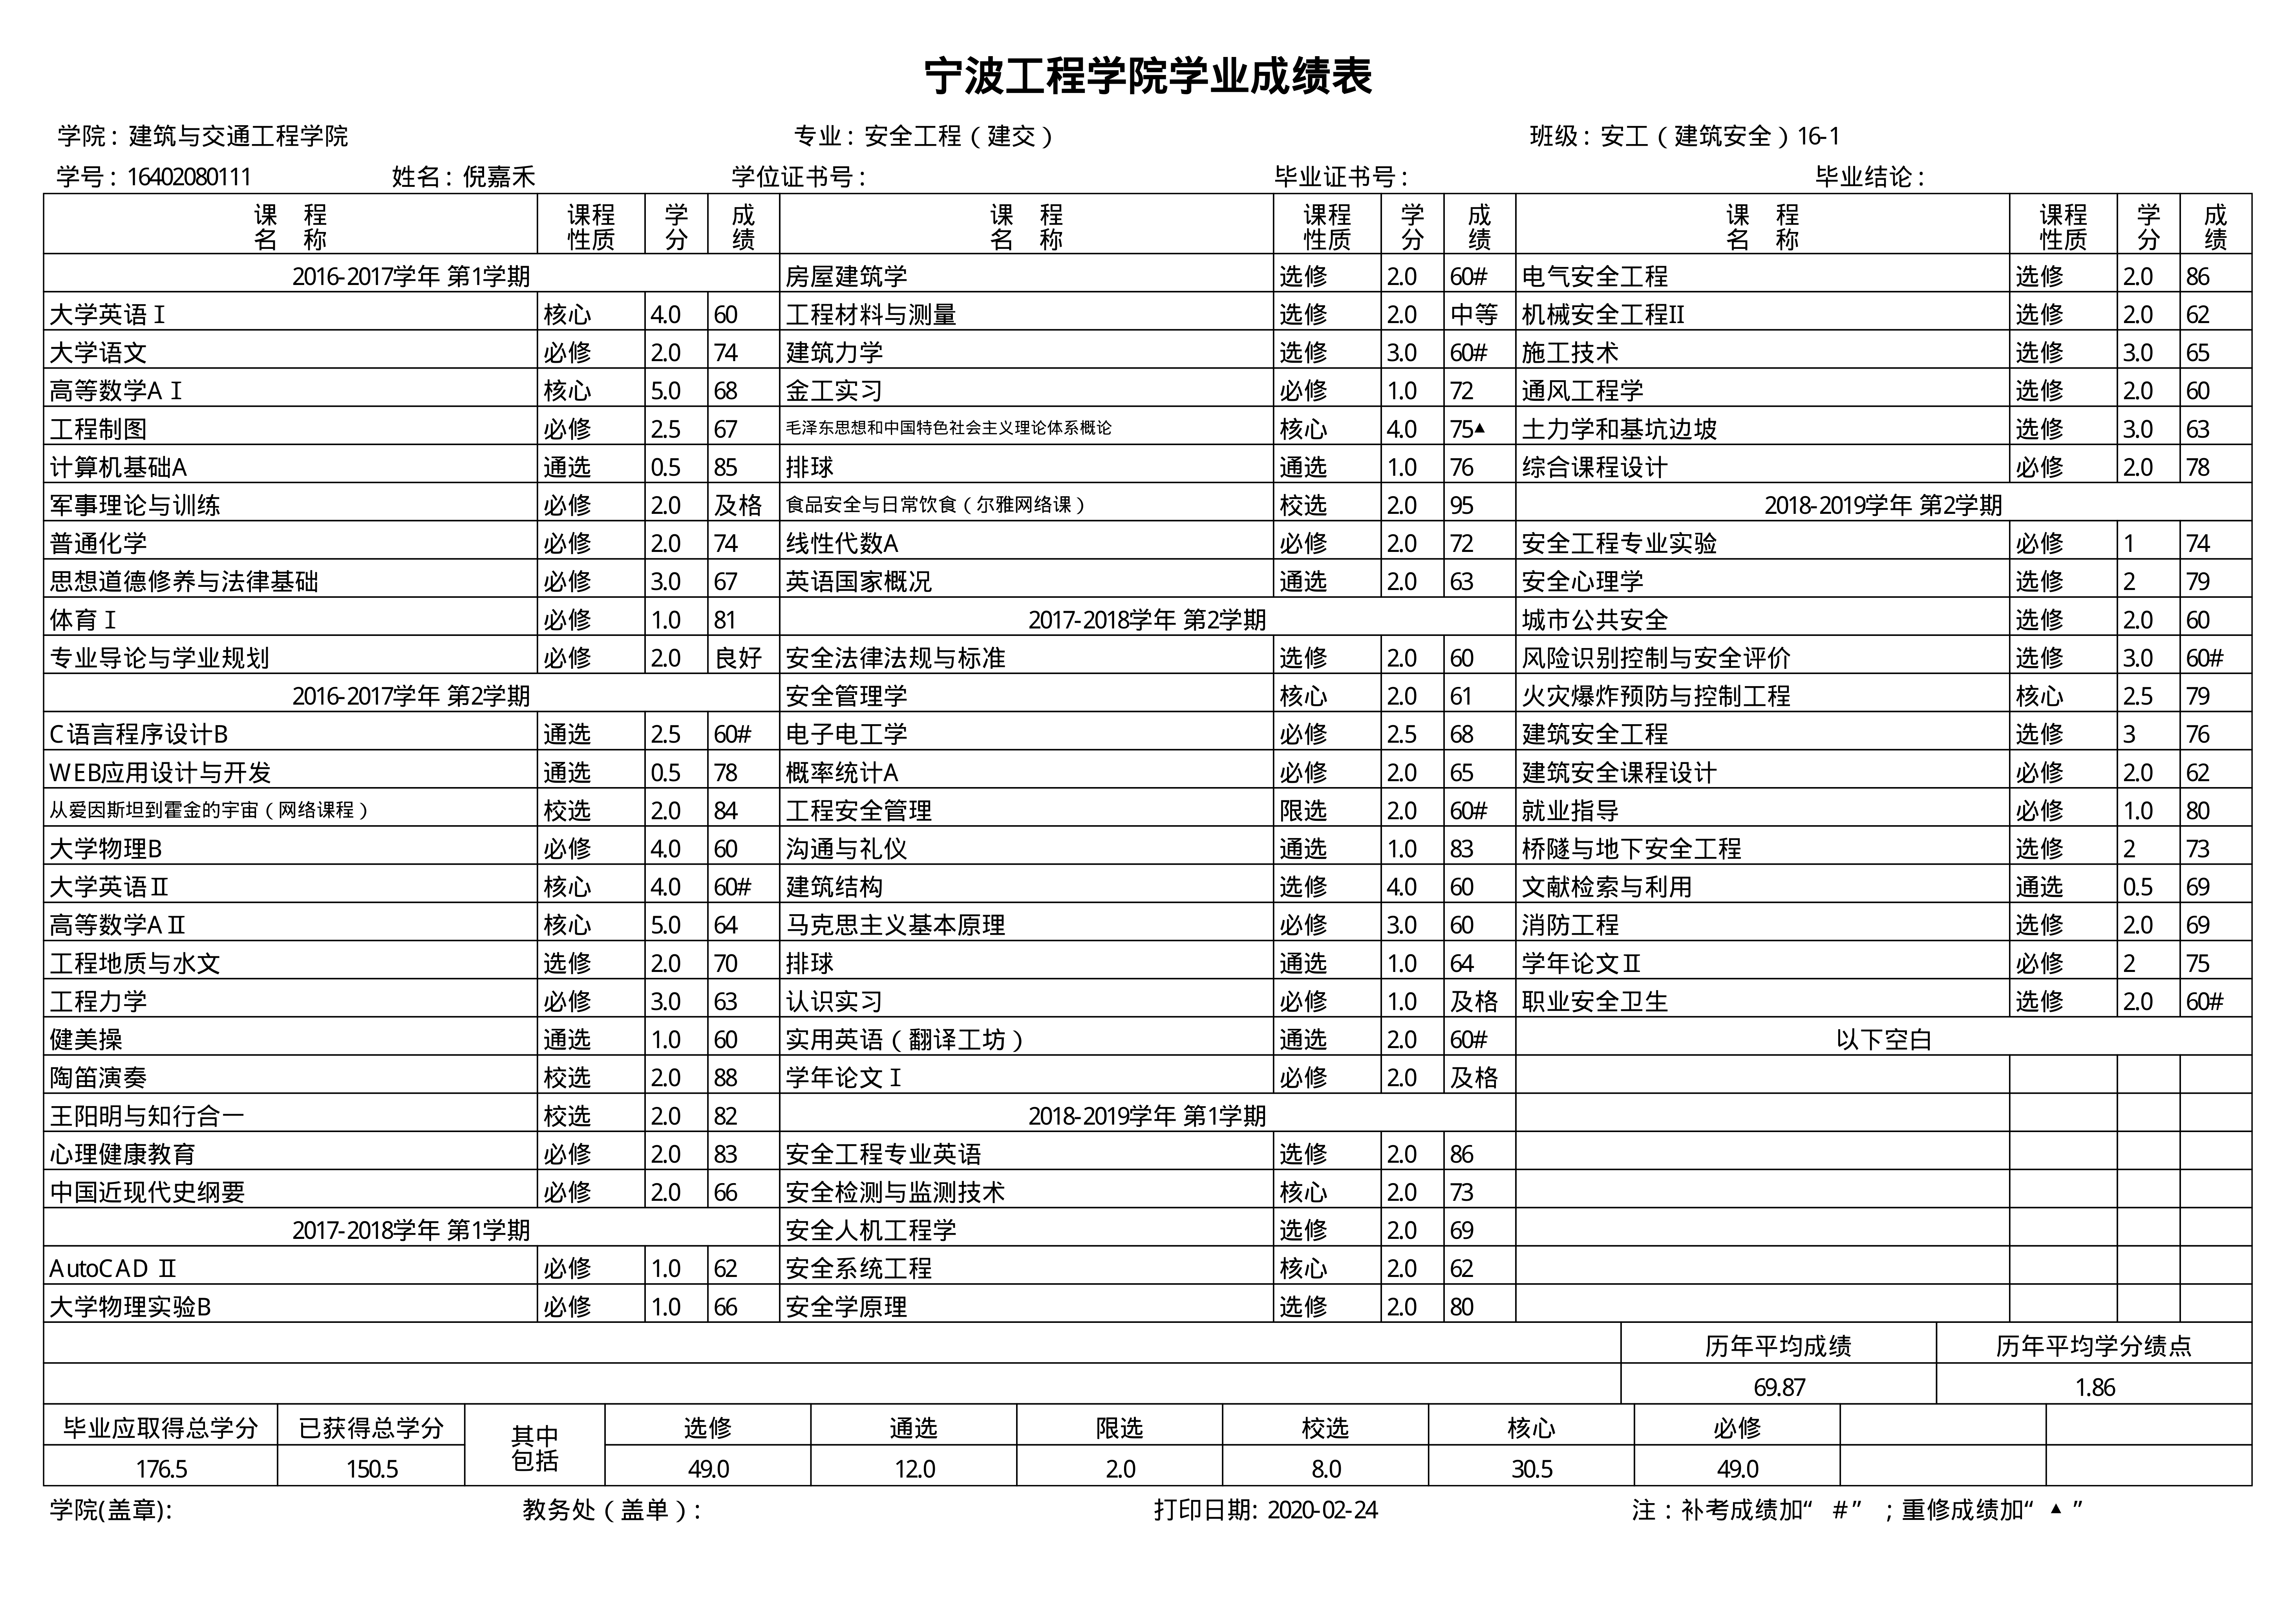 宁波工程学院学业成绩表
学院：建筑与交通工程学院 专业：安全工程（建交） 班级：安工（建筑安全）16-1
学号：16402080111 姓名：倪嘉禾 学位证书号： 毕业证书号： 毕业结论：
课 程 名 称 课程性质 学分 成绩 课 程 名 称 课程性质 学分 成绩 课 程 名 称 课程性质 学分 成绩
2016-2017学年 第1学期
大学英语Ⅰ 核心 4.0 60
大学语文 必修 2.0 74
高等数学AⅠ 核心 5.0 68
工程制图 必修 2.5 67
计算机基础A 通选 0.5 85
军事理论与训练 必修 2.0 及格
普通化学 必修 2.0 74
思想道德修养与法律基础 必修 3.0 67
体育Ⅰ 必修 1.0 81
专业导论与学业规划 必修 2.0 良好
2016-2017学年 第2学期
C语言程序设计B 通选 2.5 60#
WEB应用设计与开发 通选 0.5 78
从爱因斯坦到霍金的宇宙（网络课程） 校选 2.0 84
大学物理B 必修 4.0 60
大学英语Ⅱ 核心 4.0 60#
高等数学AⅡ 核心 5.0 64
工程地质与水文 选修 2.0 70
工程力学 必修 3.0 63
健美操 通选 1.0 60
陶笛演奏 校选 2.0 88
王阳明与知行合一 校选 2.0 82
心理健康教育 必修 2.0 83
中国近现代史纲要 必修 2.0 66
2017-2018学年 第1学期
AutoCAD Ⅱ 必修 1.0 62
大学物理实验B 必修 1.0 66
房屋建筑学 选修 2.0 60#
工程材料与测量 选修 2.0 中等
建筑力学 选修 3.0 60#
金工实习 必修 1.0 72
毛泽东思想和中国特色社会主义理论体系概论 核心 4.0 75▲
排球 通选 1.0 76
食品安全与日常饮食（尔雅网络课） 校选 2.0 95
线性代数A 必修 2.0 72
英语国家概况 通选 2.0 63
2017-2018学年 第2学期
安全法律法规与标准 选修 2.0 60
安全管理学 核心 2.0 61
电子电工学 必修 2.5 68
概率统计A 必修 2.0 65
工程安全管理 限选 2.0 60#
沟通与礼仪 通选 1.0 83
建筑结构 选修 4.0 60
马克思主义基本原理 必修 3.0 60
排球 通选 1.0 64
认识实习 必修 1.0 及格
实用英语（翻译工坊） 通选 2.0 60#
学年论文Ⅰ 必修 2.0 及格
2018-2019学年 第1学期
安全工程专业英语 选修 2.0 86
安全检测与监测技术 核心 2.0 73
安全人机工程学 选修 2.0 69
安全系统工程 核心 2.0 62
安全学原理 选修 2.0 80
电气安全工程 选修 2.0 86
机械安全工程II 选修 2.0 62
施工技术 选修 3.0 65
通风工程学 选修 2.0 60
土力学和基坑边坡 选修 3.0 63
综合课程设计 必修 2.0 78
2018-2019学年 第2学期
安全工程专业实验 必修 1 74
安全心理学 选修 2 79
城市公共安全 选修 2.0 60
风险识别控制与安全评价 选修 3.0 60#
火灾爆炸预防与控制工程 核心 2.5 79
建筑安全工程 选修 3 76
建筑安全课程设计 必修 2.0 62
就业指导 必修 1.0 80
桥隧与地下安全工程 选修 2 73
文献检索与利用 通选 0.5 69
消防工程 选修 2.0 69
学年论文Ⅱ 必修 2 75
职业安全卫生 选修 2.0 60#
以下空白
历年平均成绩 历年平均学分绩点
69.87 1.86
毕业应取得总学分 已获得总学分 其中包括 选修 通选 限选 校选 核心 必修
176.5 150.5 49.0 12.0 2.0 8.0 30.5 49.0
学院(盖章): 教务处（盖单）: 打印日期: 2020-02-24 注：补考成绩加“ #” ；重修成绩加“ ▲ ”